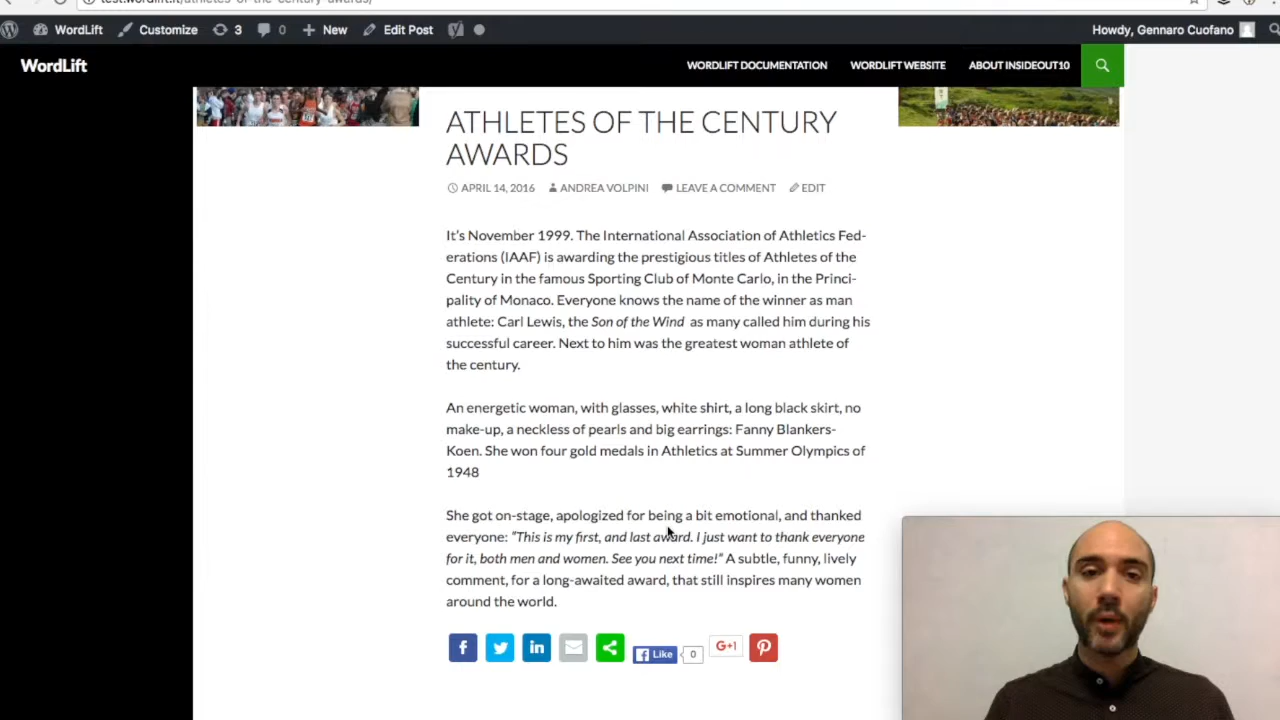 test.wordlift.it/athletes-of-the-century-awards/
WordLift
Customize
3
0
New
Edit Post
Howdy, Gennaro Cuofano
WordLift
WORDLIFT DOCUMENTATION
WORDLIFT WEBSITE
ABOUT INSIDEOUT10
ATHLETES OF THE CENTURY
AWARDS
APRIL 14, 2016
ANDREA VOLPINI
LEAVE A COMMENT
EDIT
It's November 1999. The International Association of Athletics Fed-
erations (IAAF) is awarding the prestigious titles of Athletes of the
Century in the famous Sporting Club of Monte Carlo, in the Princi-
pality of Monaco. Everyone knows the name of the winner as man
athlete: Carl Lewis, the Son of the Wind as many called him during his
successful career. Next to him was the greatest woman athlete of
the century.
An energetic woman, with glasses, white shirt, a long black skirt, no
make-up, a neckless of pearls and big earrings: Fanny Blankers-
Koen. She won four gold medals in Athletics at Summer Olympics of
1948
She got on-stage, apologized for being a bit emotional, and thanked
everyone: "This is my first, and last award. I just want to thank everyone
for it, both men and women. See you next time!" A subtle, funny, lively
comment, for a long-awaited award, that still inspires many women
around the world.
Like
0
G+1